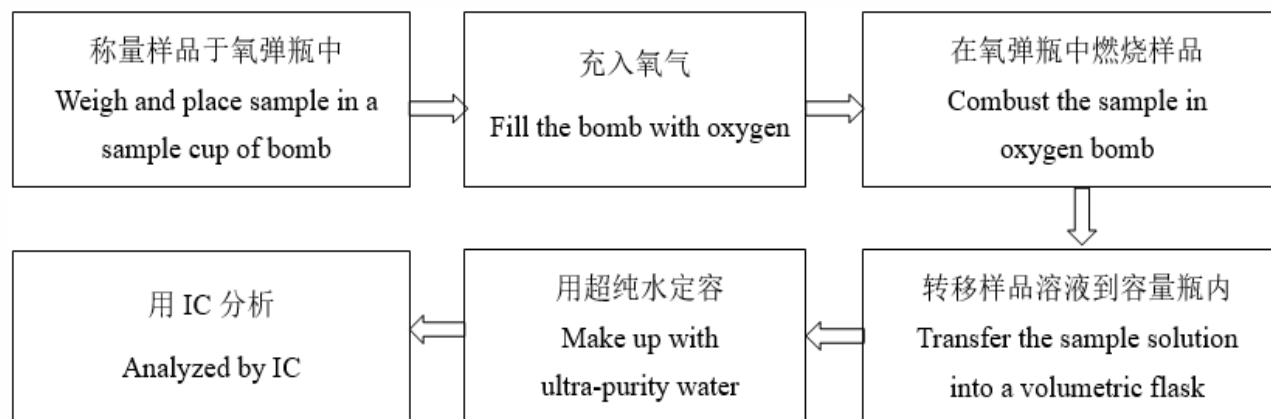 称量样品于氧弹瓶中
Weigh and place sample in a
sample cup of bomb
充入氧气
Fill the bomb with oxygen
在氧弹瓶中燃烧样品
Combust the sample in
oxygen bomb
转移样品溶液到容量瓶内
Transfer the sample solution
into a volumetric flask
用超纯水定容
Make up with
ultra-purity water
用 IC 分析
Analyzed by IC